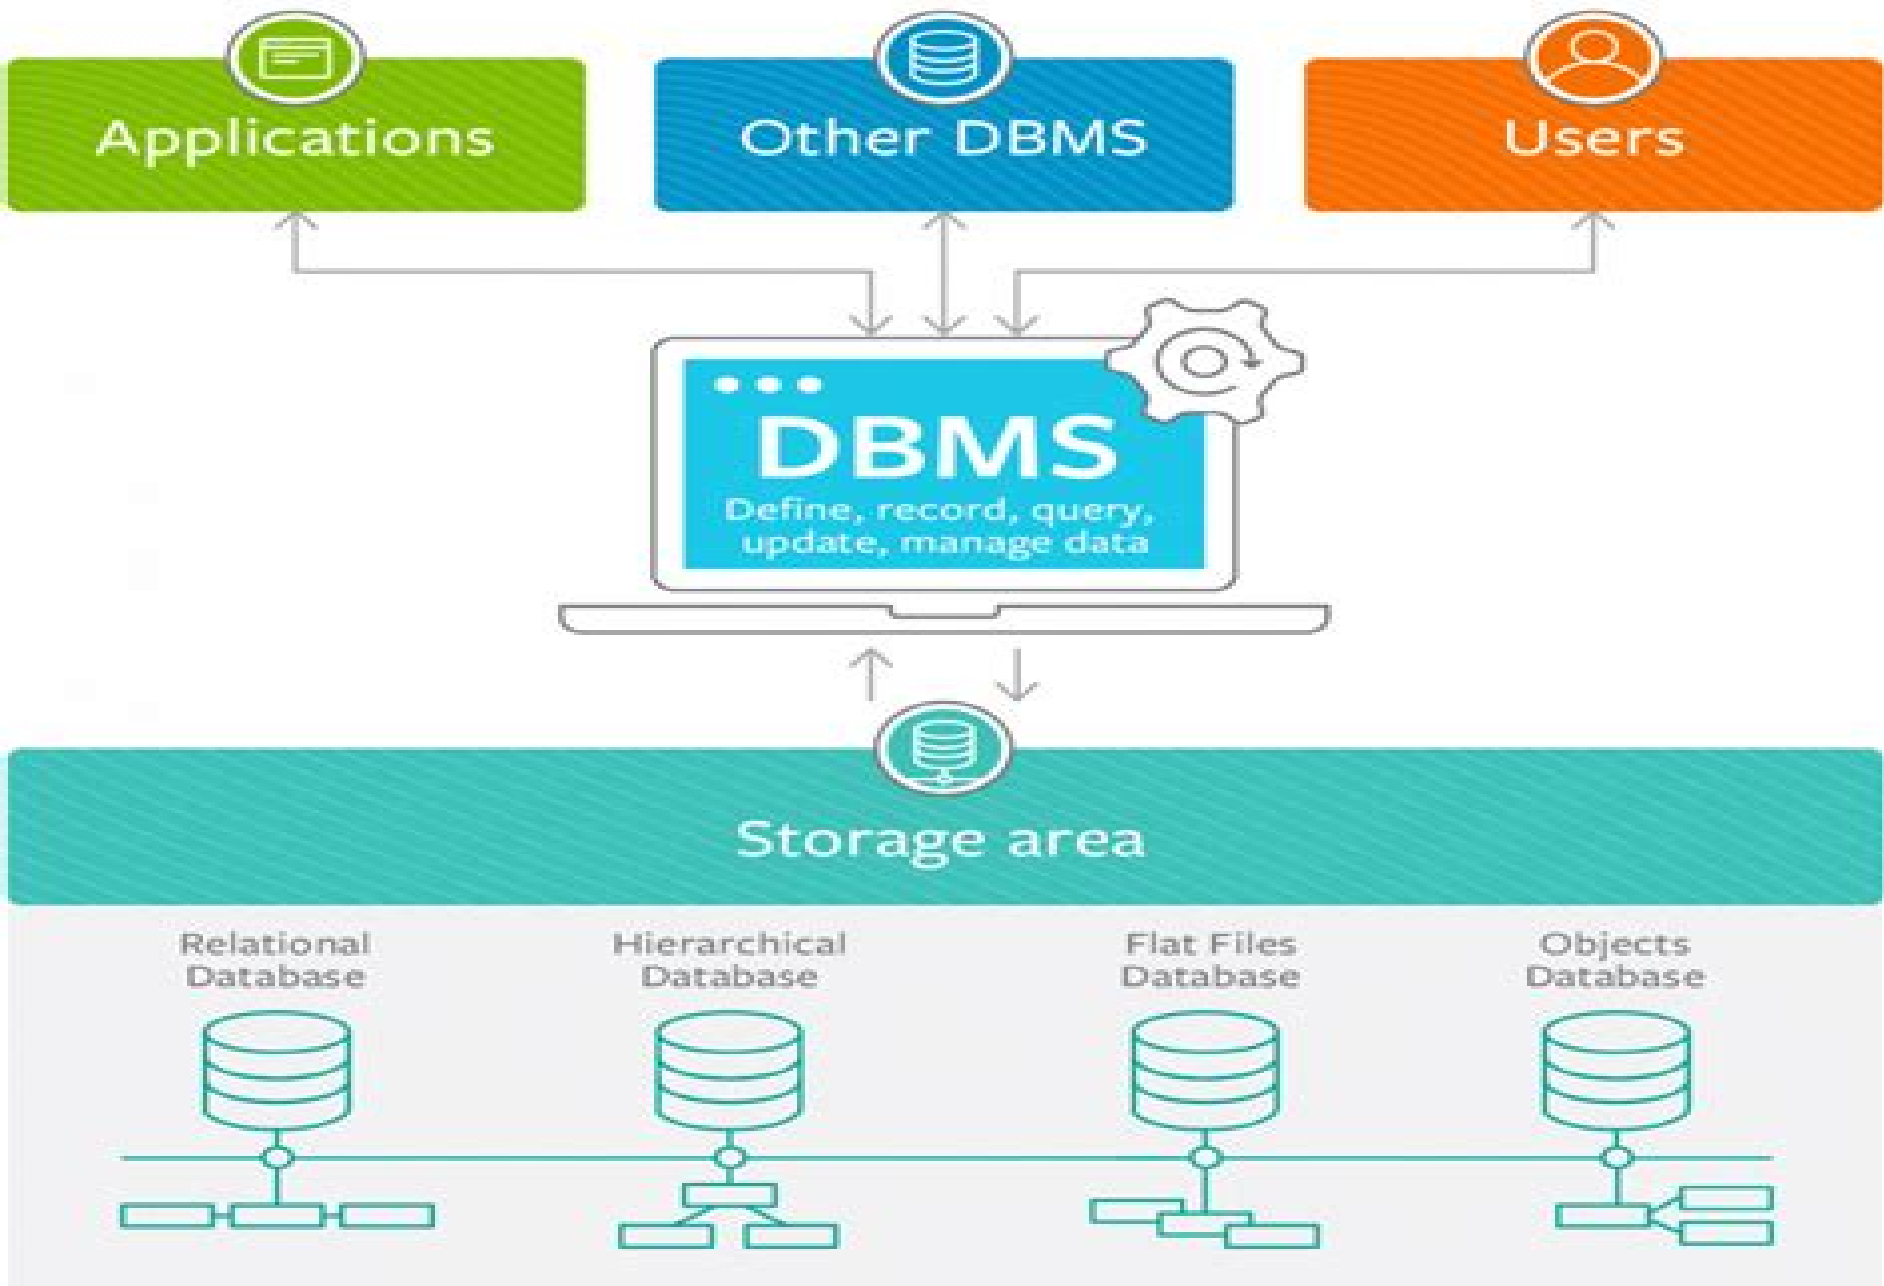 Applications
Other DBMS
Users
DBMS
Define, record, query,
update, manage data
Storage area
Relational
Database
Hierarchical
Database
Flat Files
Database
Objects
Database